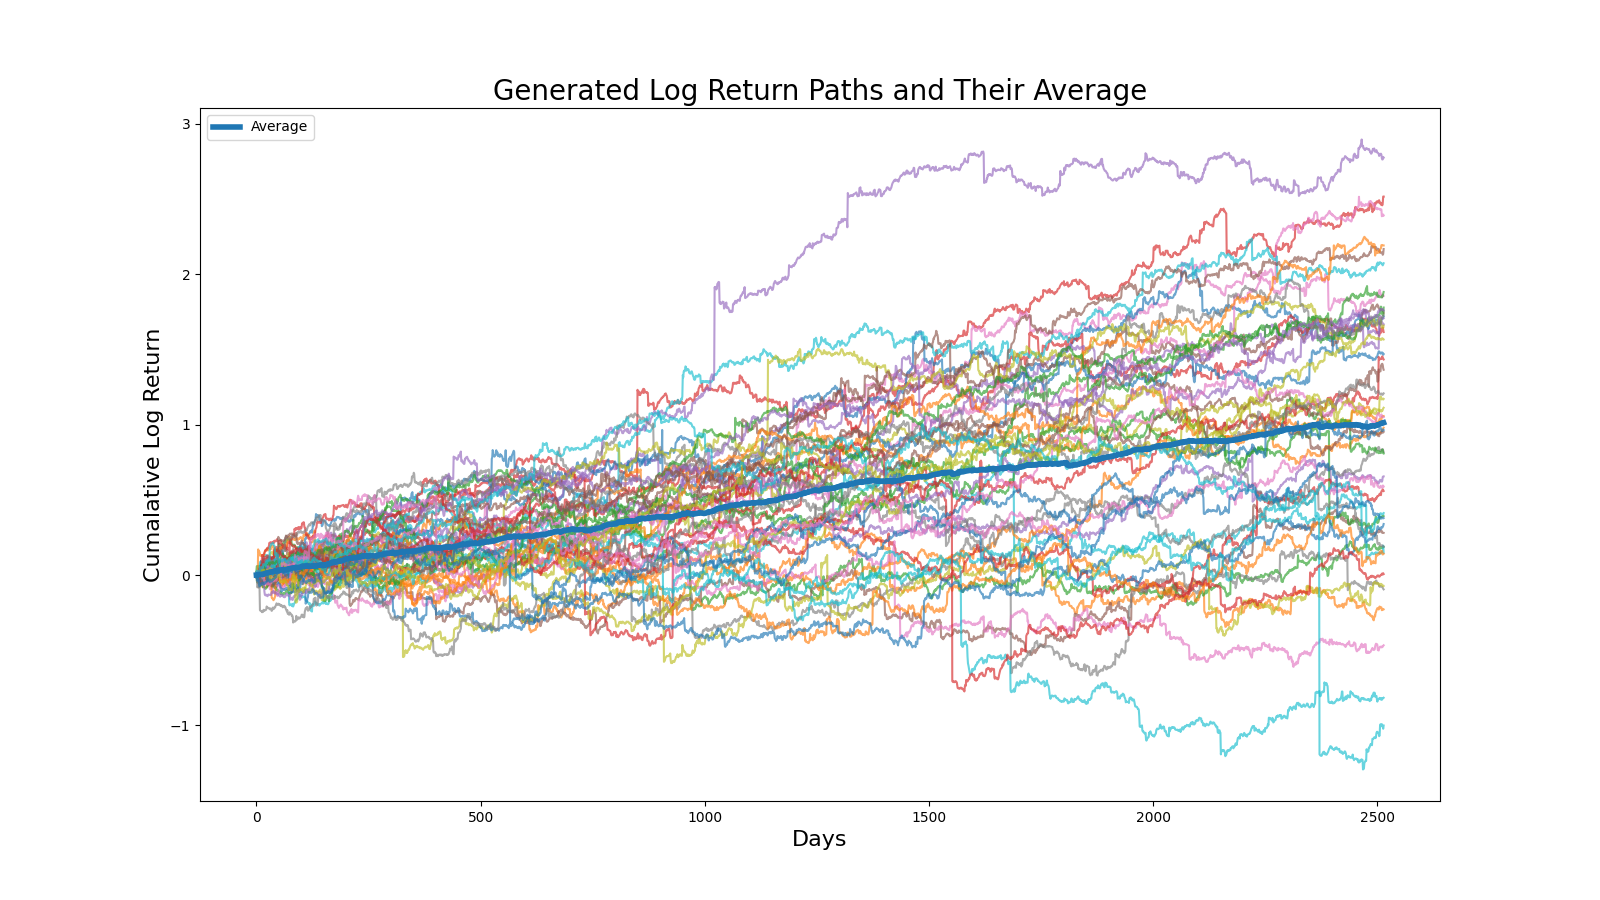 Generated Log Return Paths and Their Average
Average
3
2
1
0
−1
Cumalative Log Return
0
500
1000
1500
2000
2500
Days